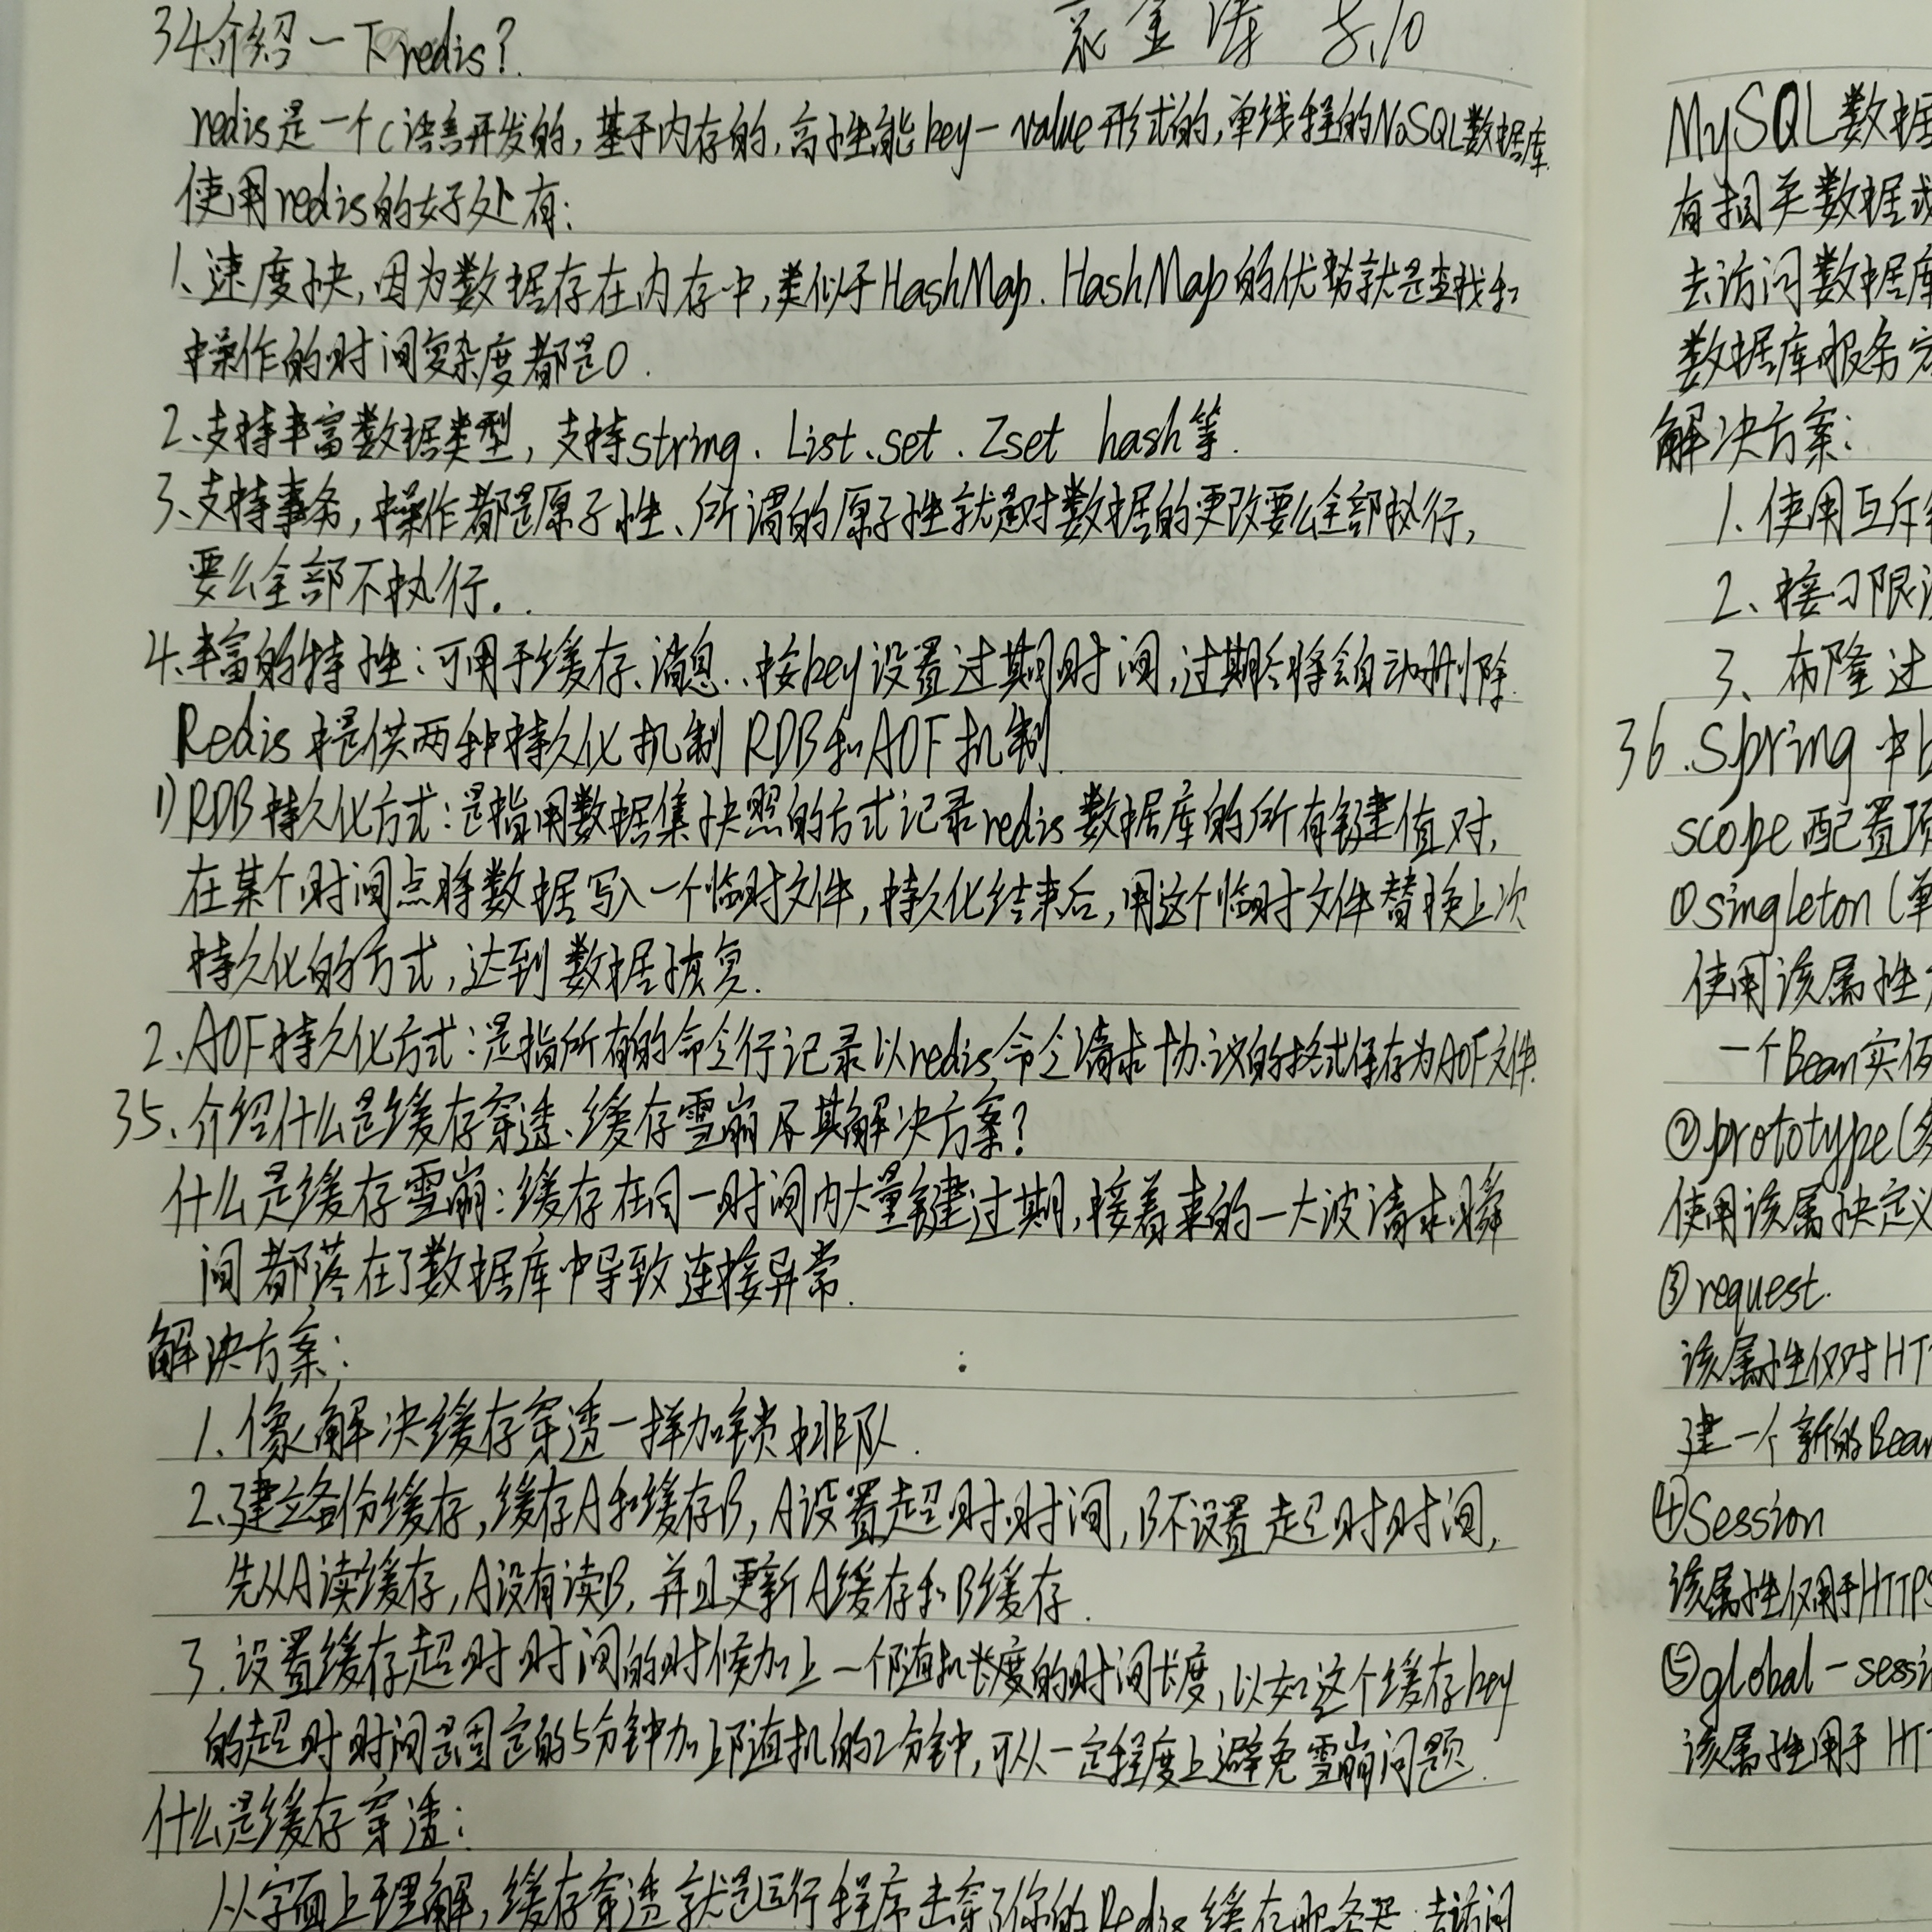 34.介绍一下redis?
金涛 5.10
redis是一个c语言开发的,基于内存的,高性能key-value形式的,单线程的NoSQL数据库.
使用redis的好处有:
1、速度快,因为数据存在内存中,类似于HashMap.HashMap的优势就是查找和
操作的时间复杂度都是0.
2、支持丰富数据类型,支持string、List、set、Zset hash等.
3、支持事务,操作都是原子性、所谓的原子性就是对数据的更改要么全部执行,
要么全部不执行.
4、丰富的特性:可用于缓存、消息..按key设置过期时间,过期后将会自动删除.
Redis提供两种持久化机制RDB和AOF机制.
1)RDB持久化方式:是指用数据集快照的方式记录redis数据库的所有键值对,
在某个时间点将数据写入一个临时文件,持久化结束后,用这个临时文件替换上次
持久化的方式,达到数据恢复.
2、AOF持久化方式:是指所有的命令行记录以redis命令请求协议的格式保存为AOF文件.
35、介绍什么是缓存穿透、缓存雪崩及其解决方案?
什么是缓存雪崩:缓存在同一时间内大量键过期,接着来的一大波请求瞬
间都落在了数据库中导致连接异常.
解决方案:
1、像解决缓存穿透一样加锁排队.
2、建立备份缓存,缓存A和缓存B,A设置超时时间,B不设置超时时间,
先从A读缓存,A没有读B,并且更新A缓存和B缓存.
3.设置缓存超时时间的时候加上一个随机长度的时间长度,以如这个缓存key
的超时时间是固定的5分钟加上随机的2分钟,可从一定程度上避免雪崩问题.
什么是缓存穿透:
从字面上理解,缓存穿透就是运行程序击穿了你的Redis缓存服务器,去访问
MySQL数据
有相关数据或
去访问数据库
数据库服务
解决方案:
1、使用互斥
2、接口限
3、布隆过
36.Spring中
scope配置项
①singleton(单
使用该属性
一个Bean实例
②prototype(多
使用该属性定义
③request.
该属性仅对HT
建一个新的Bean
④Session
该属性仅用于HTTP
⑤global-sessi
该属性用于HT